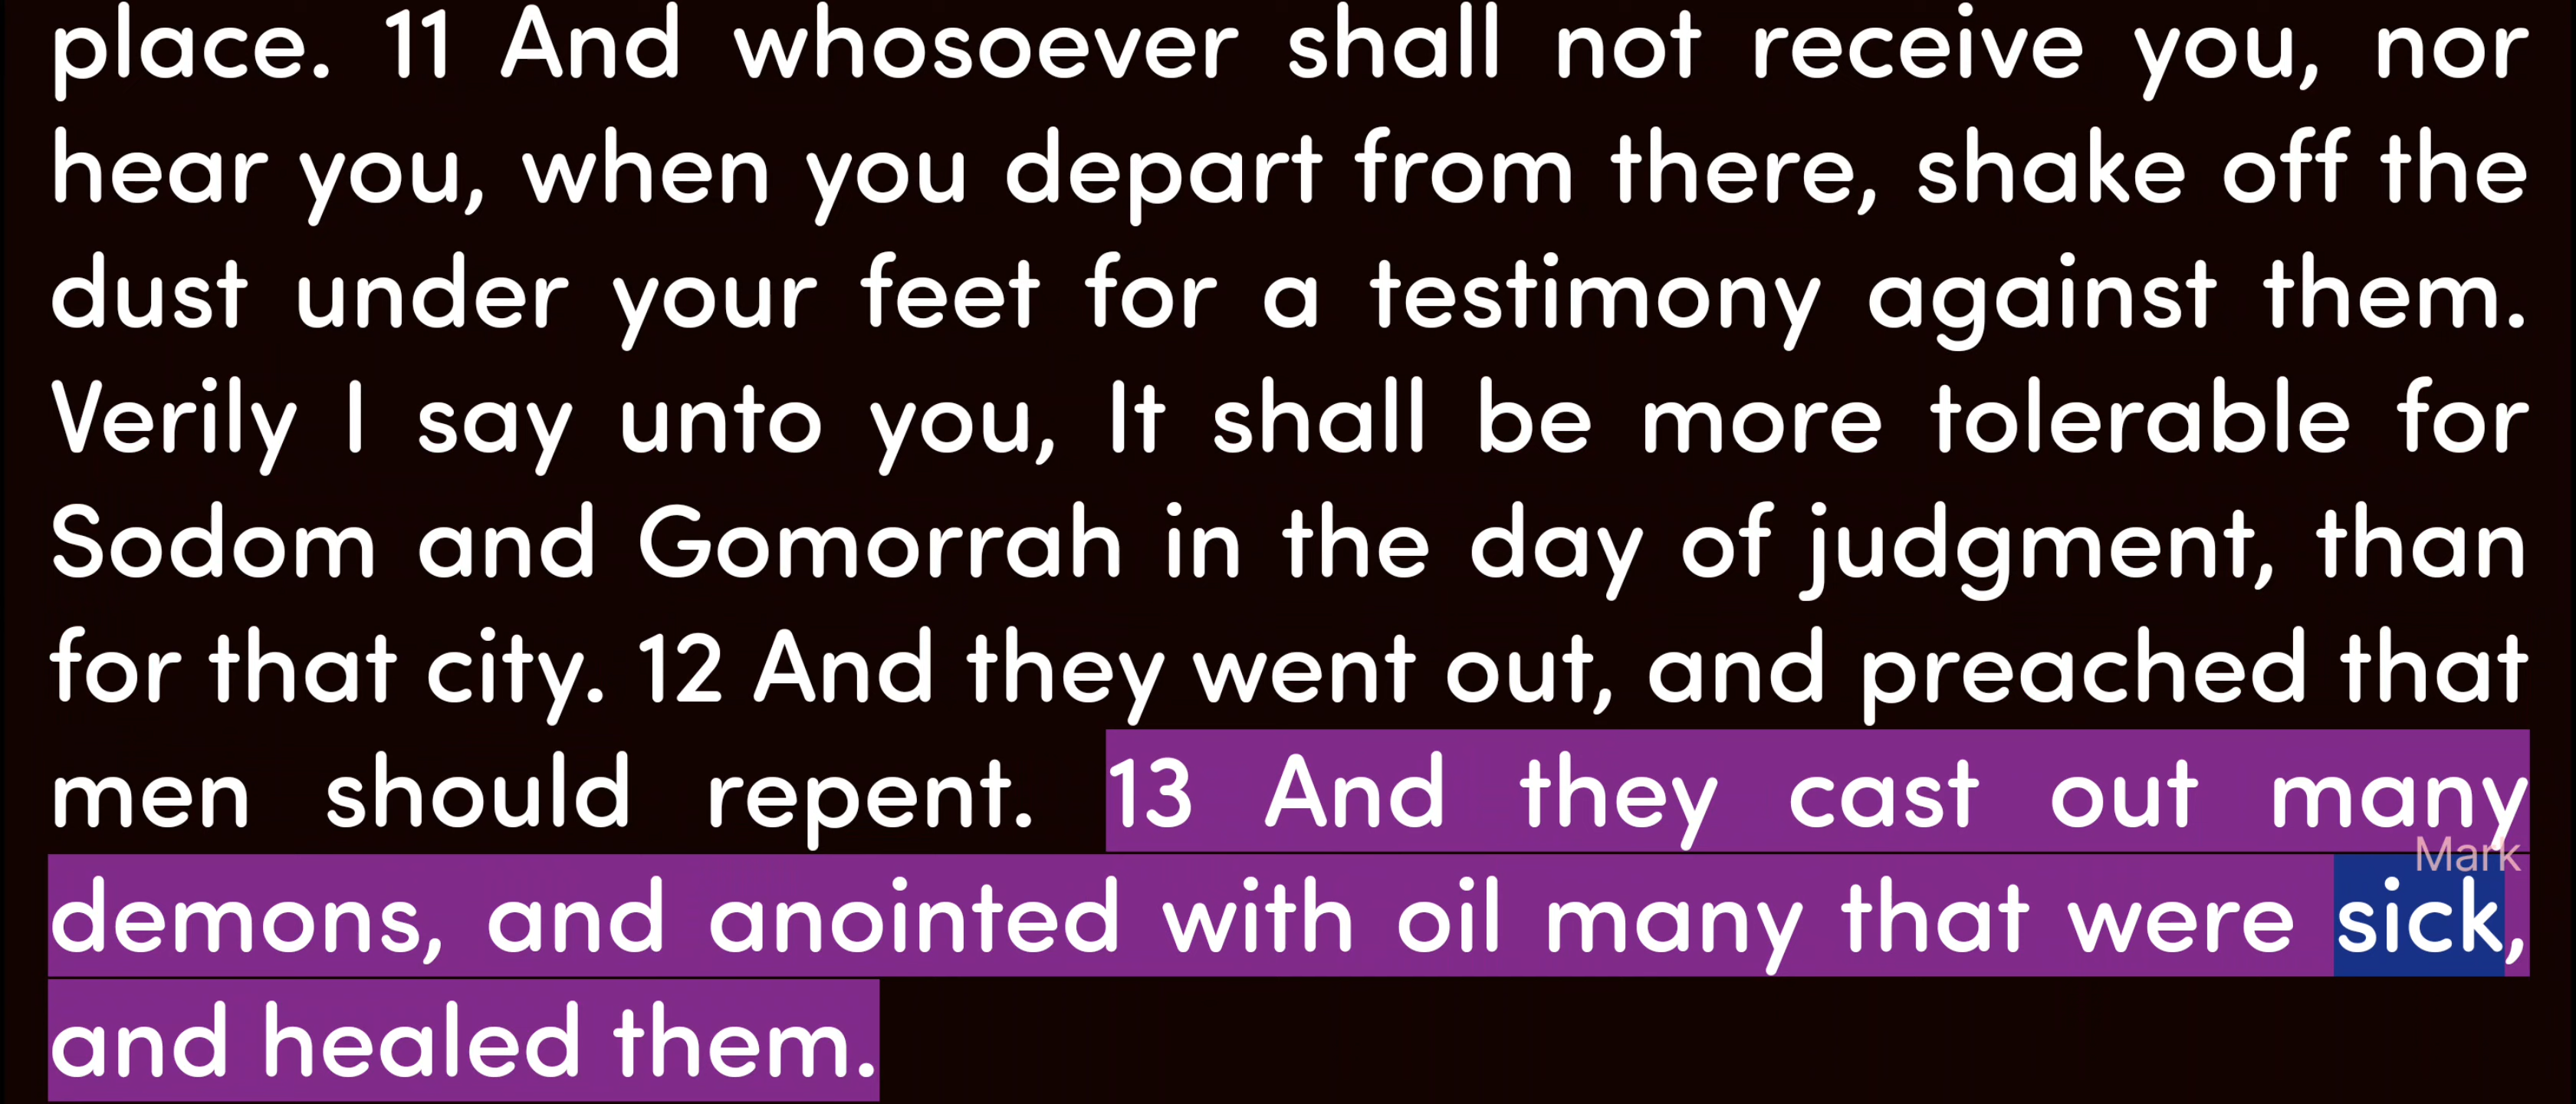 place. 11 And whosoever shall not receive you, nor
hear you, when you depart from there, shake off the
dust under your feet for a testimony against them.
Verily I say unto you, It shall be more tolerable for
Sodom and Gomorrah in the day of judgment, than
for that city. 12 And they went out, and preached that
men should repent. 13 And they cast out many
Mark
demons, and anointed with oil many that were sick,
and healed them.